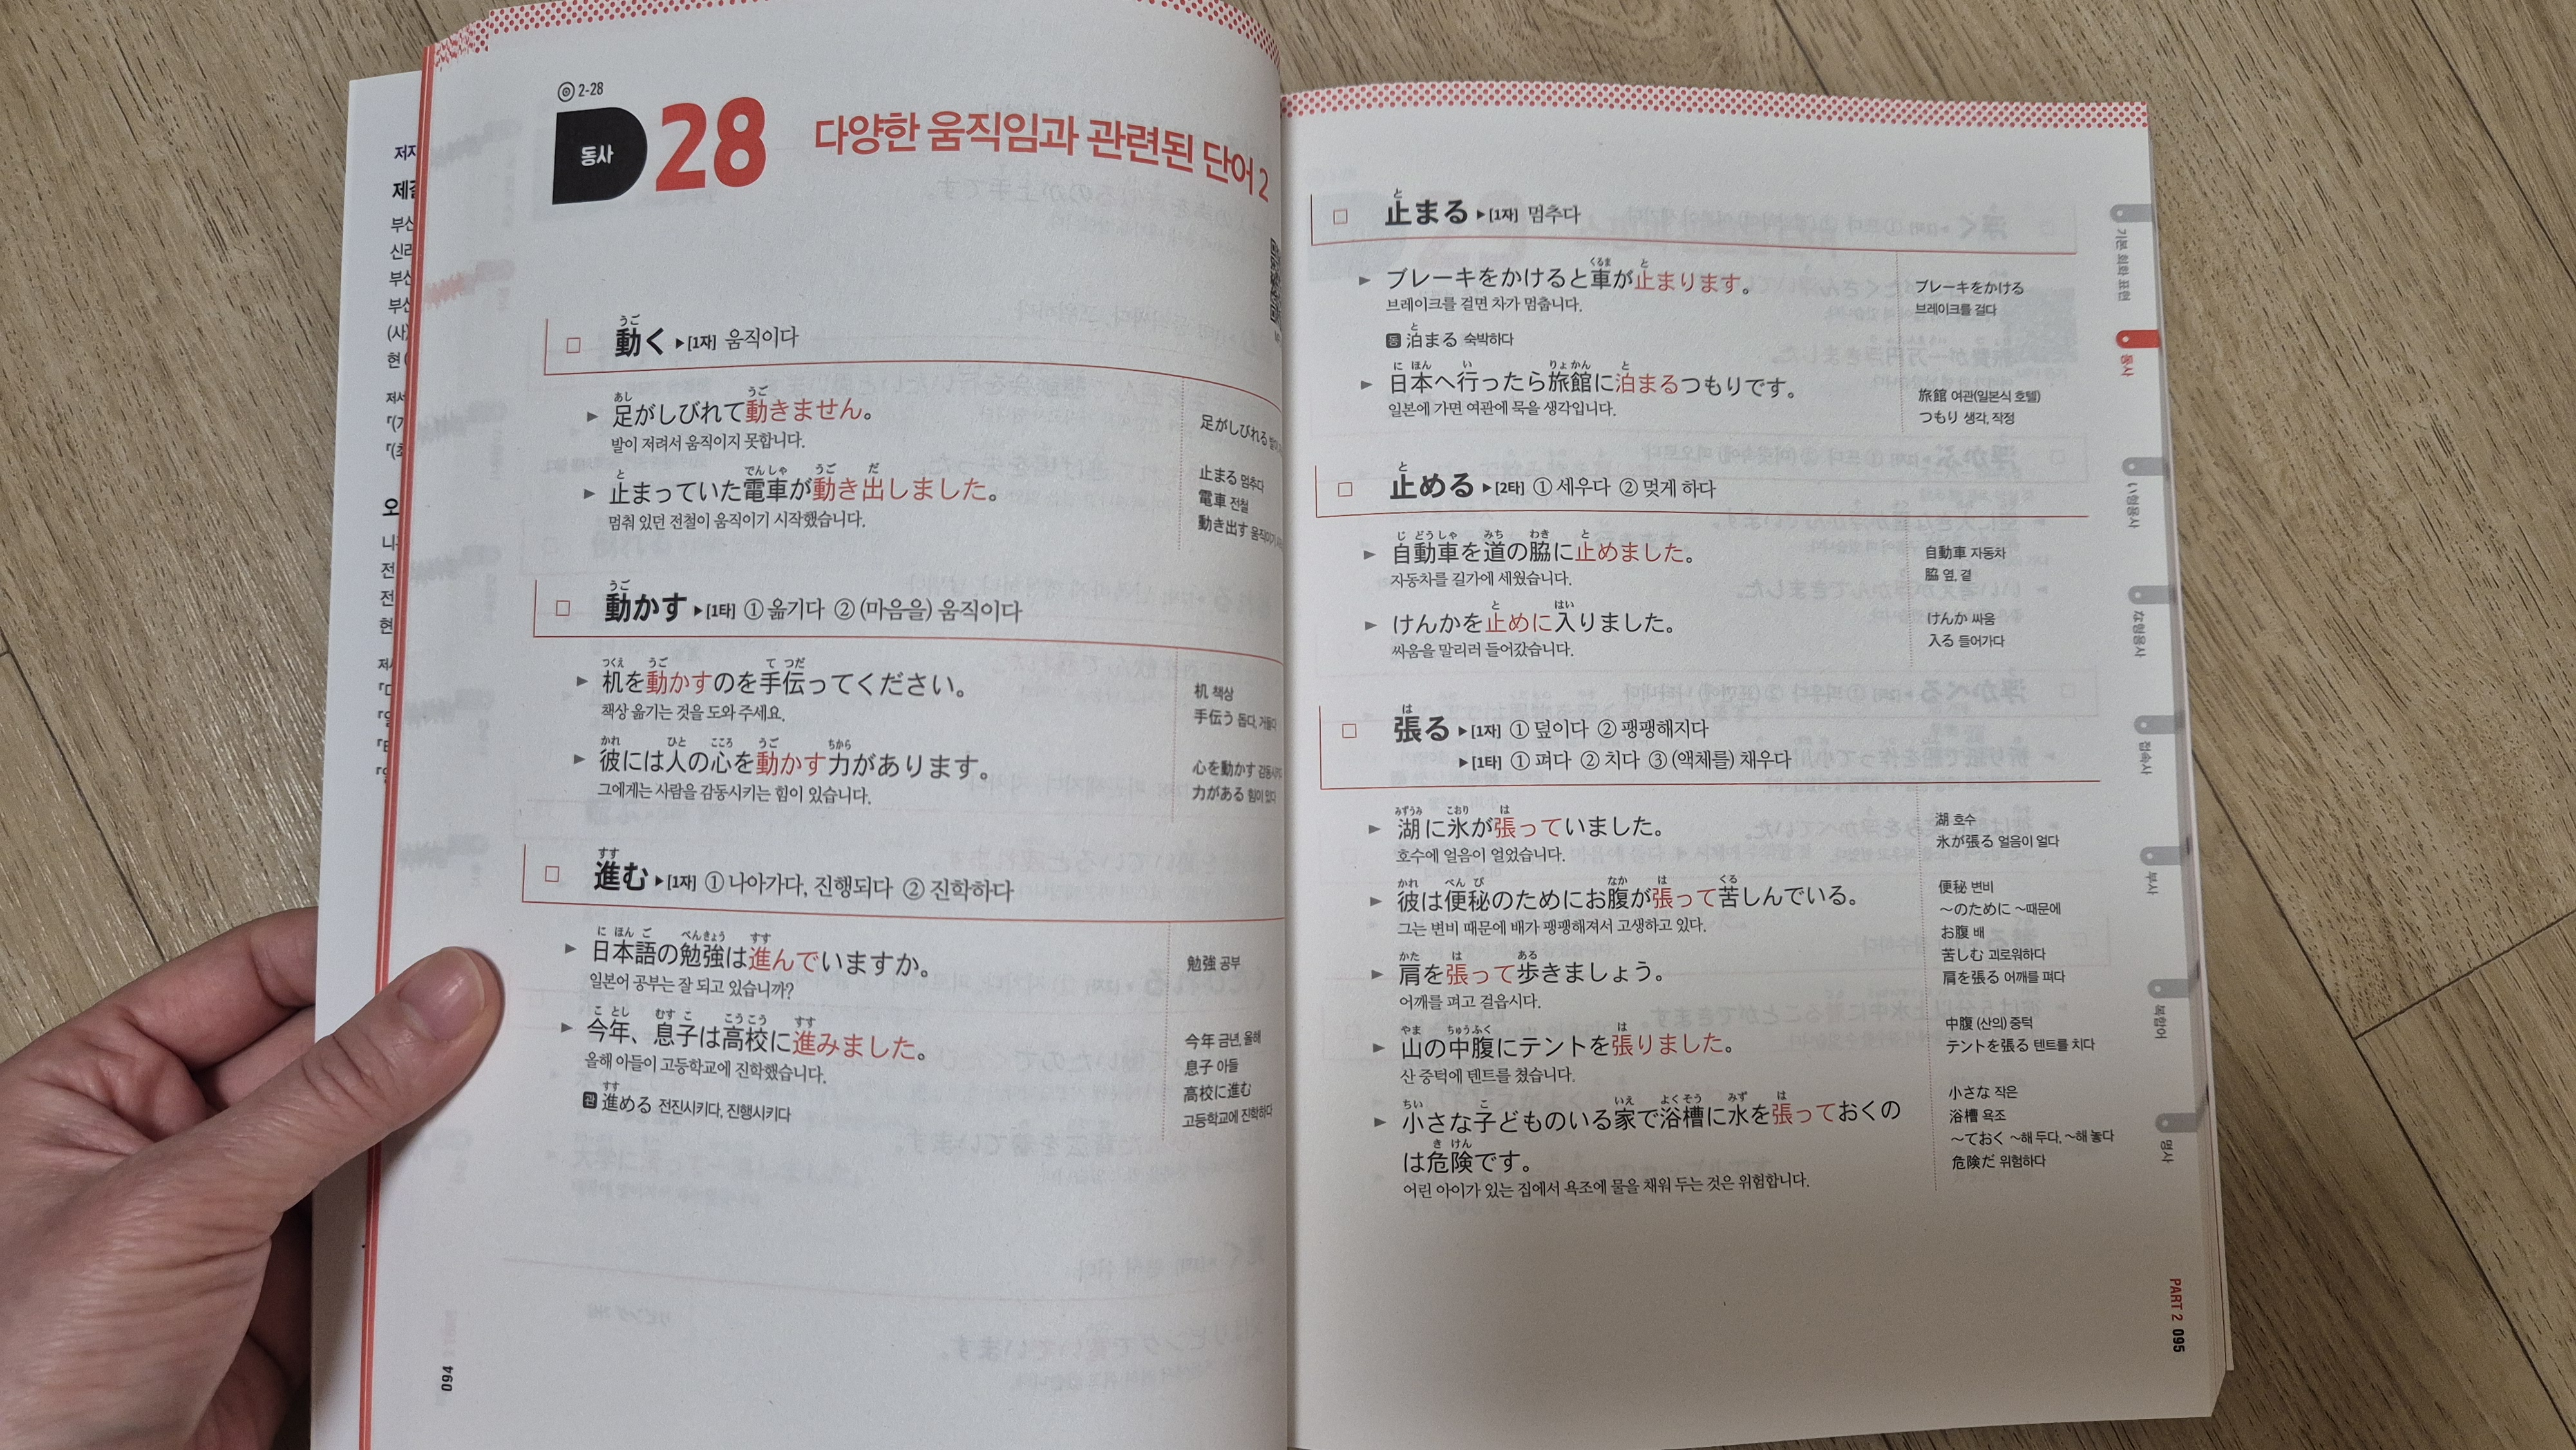 2-28
동사
28
다양한 움직임과 관련된 단어 2
うご
動く ▶[1자] 움직이다
あし うご
▶ 足がしびれて動きません。
발이 저려서 움직이지 못합니다.
足がしびれる
と でんしゃ うご だ
▶ 止まっていた電車が動き出しました。
멈춰 있던 전철이 움직이기 시작했습니다.
止まる 멈추다
電車 전철
動き出す 움직이기
うご
動かす ▶[1타] ① 옮기다 ② (마음을) 움직이다
つくえ うご て つだ
▶ 机を動かすのを手伝ってください。
책상 옮기는 것을 도와 주세요.
机 책상
手伝う 돕다, 거들다
かれ ひと こころ うご ちから
▶ 彼には人の心を動かす力があります。
그에게는 사람을 감동시키는 힘이 있습니다.
心を動かす
力がある 힘이 있다
すす
進む ▶[1자] ① 나아가다, 진행되다 ② 진학하다
に ほん ご べんきょう すす
▶ 日本語の勉強は進んでいますか。
일본어 공부는 잘 되고 있습니까?
勉強 공부
こ とし むす こ こうこう すす
▶ 今年、息子は高校に進みました。
올해 아들이 고등학교에 진학했습니다.
すす
관 進める 전진시키다, 진행시키다
今年 금년, 올해
息子 아들
高校に進む
고등학교에 진학하다
094
と
止まる ▶[1자] 멈추다
くるま と
▶ ブレーキをかけると車が止まります。
브레이크를 걸면 차가 멈춥니다.
ブレーキをかける
브레이크를 걸다
と
동 泊まる 숙박하다
に ほん い りょかん と
▶ 日本へ行ったら旅館に泊まるつもりです。
일본에 가면 여관에 묵을 생각입니다.
旅館 여관(일본식 호텔)
つもり 생각, 작정
と
止める ▶[2타] ① 세우다 ② 멎게 하다
じ どうしゃ みち わき と
▶ 自動車を道の脇に止めました。
자동차를 길가에 세웠습니다.
自動車 자동차
脇 옆, 곁
と はい
▶ けんかを止めに入りました。
싸움을 말리러 들어갔습니다.
けんか 싸움
入る 들어가다
は
張る ▶[1자] ① 덮이다 ② 팽팽해지다
▶[1타] ① 펴다 ② 치다 ③ (액체를) 채우다
みずうみ こおり は
▶ 湖に氷が張っていました。
호수에 얼음이 얼었습니다.
湖 호수
氷が張る 얼음이 얼다
かれ べん ぴ なか は くる
▶ 彼は便秘のためにお腹が張って苦しんでいる。
그는 변비 때문에 배가 팽팽해져서 고생하고 있다.
便秘 변비
〜のために 〜때문에
お腹 배
苦しむ 괴로워하다
かた は ある
▶ 肩を張って歩きましょう。
어깨를 펴고 걸읍시다.
肩を張る 어깨를 펴다
やま ちゅうふく は
▶ 山の中腹にテントを張りました。
산 중턱에 텐트를 쳤습니다.
中腹 (산의) 중턱
テントを張る 텐트를 치다
ちい こ いえ よくそう みず は
▶ 小さな子どものいる家で浴槽に水を張っておくの
き けん
は危険です。
어린 아이가 있는 집에서 욕조에 물을 채워 두는 것은 위험합니다.
小さな 작은
浴槽 욕조
〜ておく 〜해 두다, 〜해 놓다
危険だ 위험하다
기본 회화 표현
동사
い형용사
な형용사
접속사
부사
복합어
명사
PART 2 095